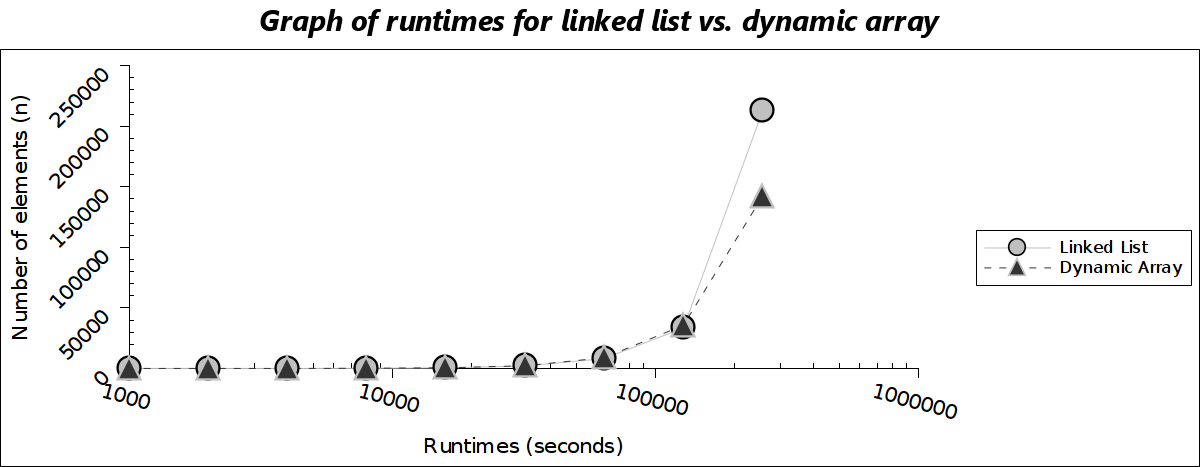 Graph of runtimes for linked list vs. dynamic array
Number of elements (n)
250000
200000
150000
100000
50000
0
1000
10000
100000
1000000
Runtimes (seconds)
Linked List
Dynamic Array